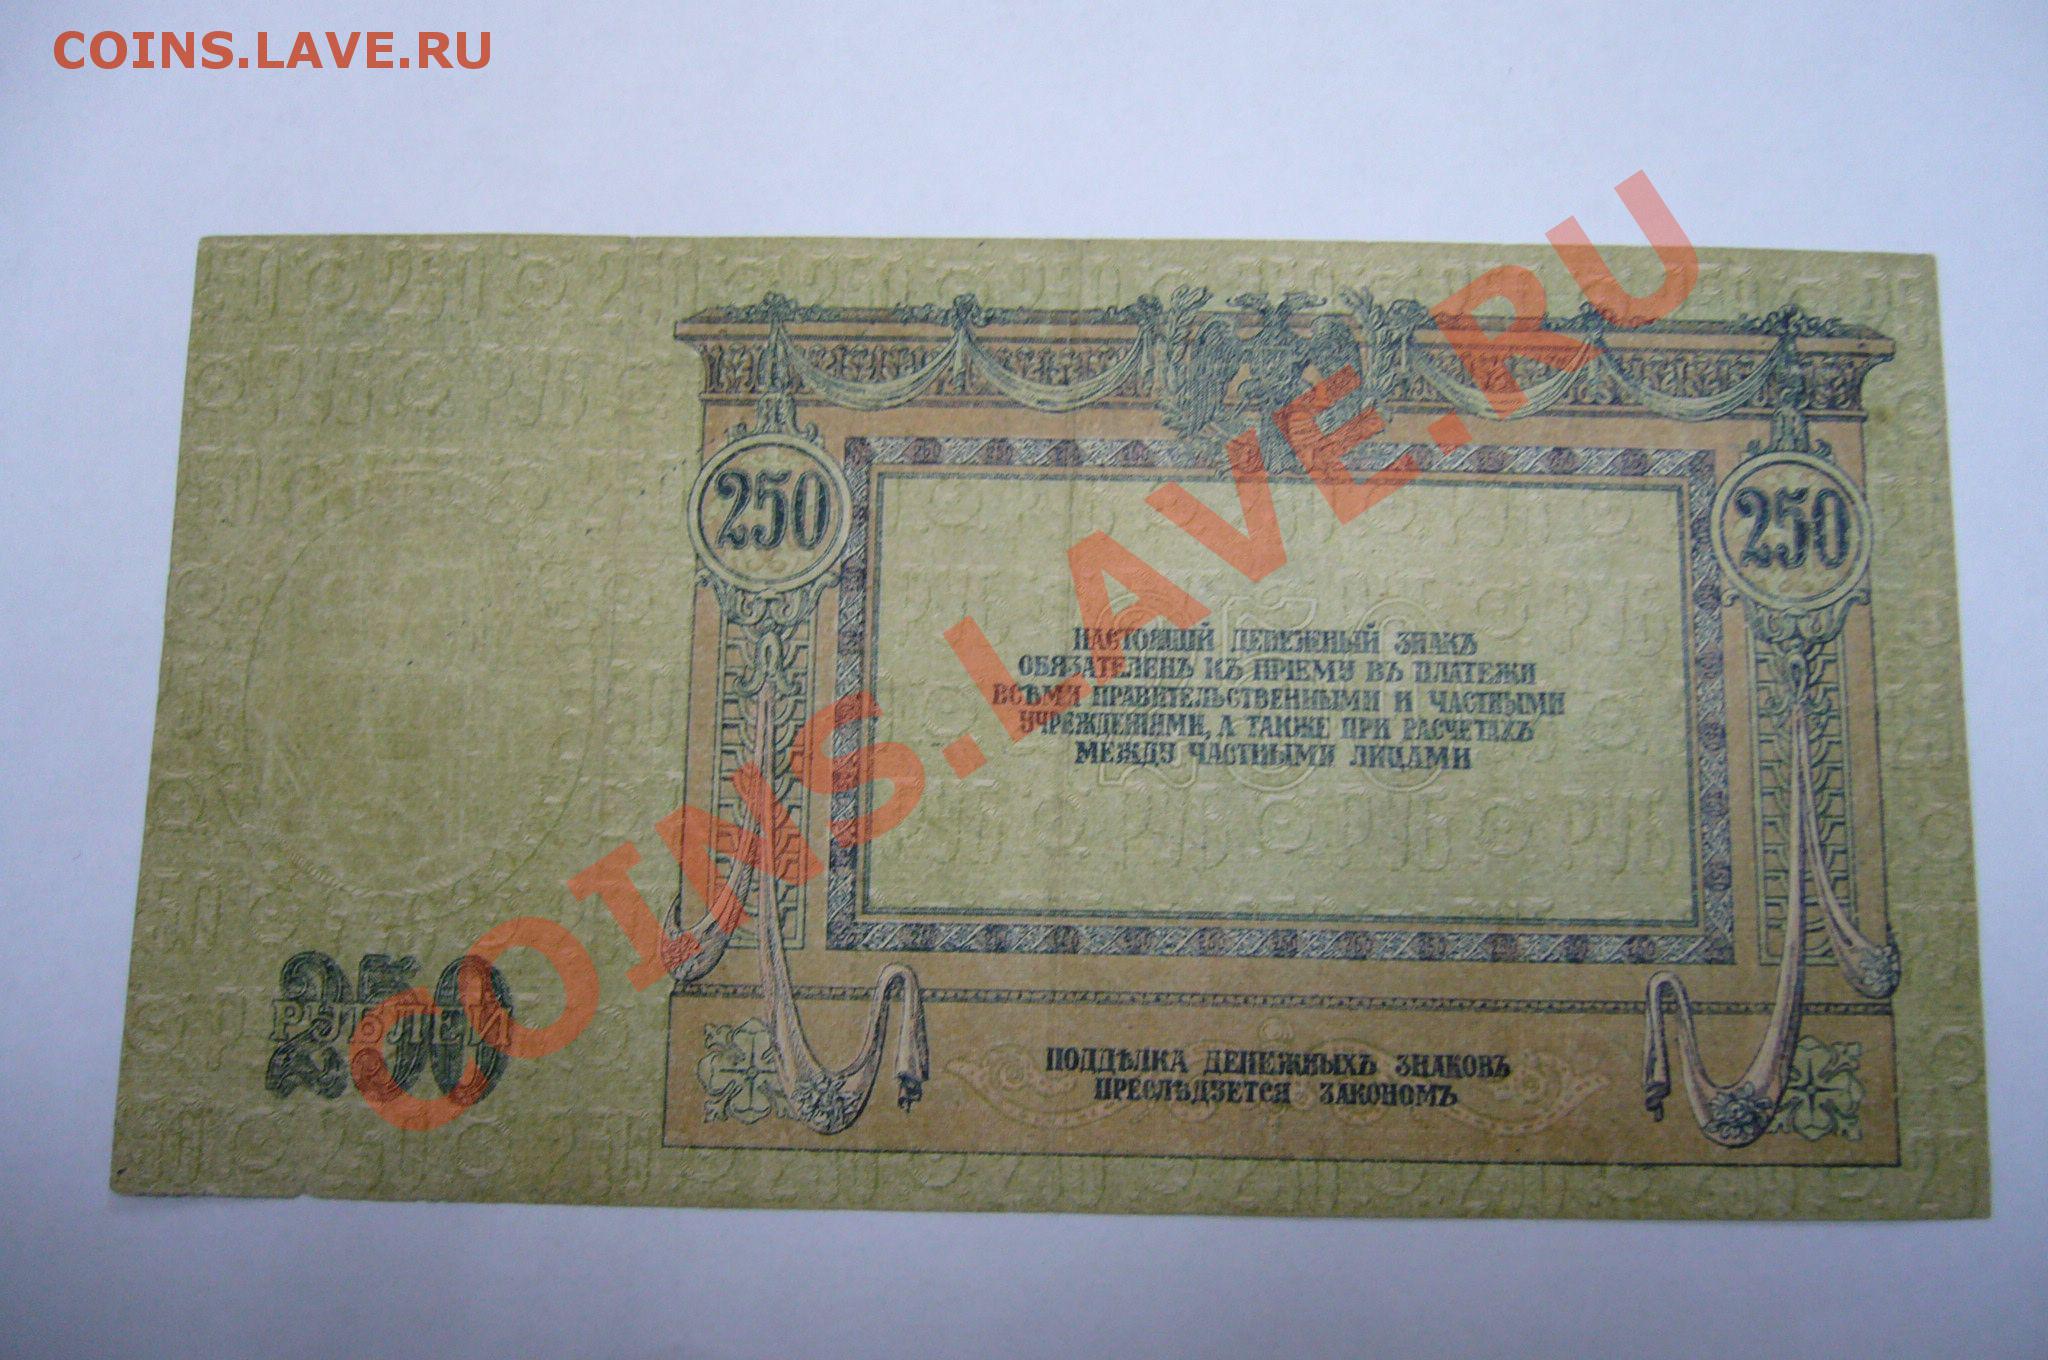 COINS.LAVE.RU
250
250
НАСТОЯЩІЙ ДЕНЕЖНЫЙ ЗНАКЪ
ОБЯЗАТЕЛЕНЪ КЪ ПРІЕМУ ВЪ ПЛАТЕЖИ
ВСѢМИ ПРАВИТЕЛЬСТВЕННЫМИ И ЧАСТНЫМИ
УЧРЕЖДЕНІЯМИ, А ТАКЖЕ ПРИ РАСЧЕТАХЪ
МЕЖДУ ЧАСТНЫМИ ЛИЦАМИ
250
РУБЛЕЙ
ПОДДѢЛКА ДЕНЕЖНЫХЪ ЗНАКОВЪ
ПРЕСЛѢДУЕТСЯ ЗАКОНОМЪ
COINS.LAVE.RU